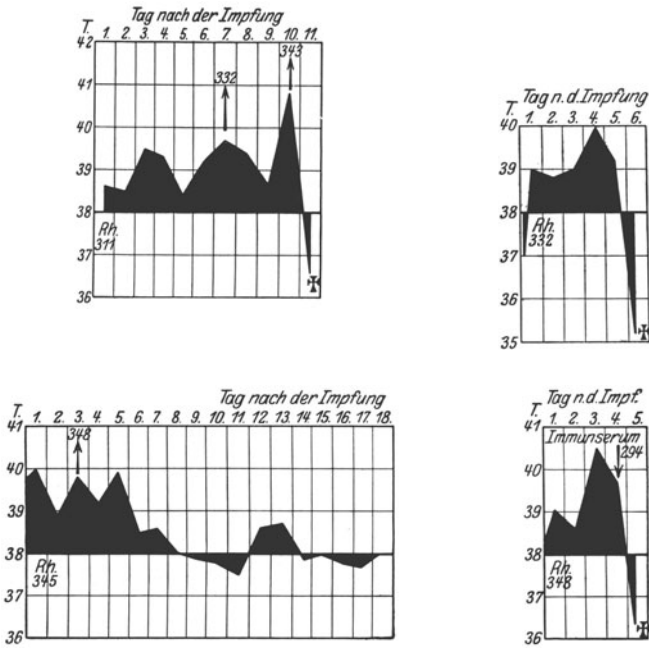 Tag nach der Impfung
T. 1. 2. 3. 4. 5. 6. 7. 8. 9. 10. 11.
42
343
41
332
40
39
38
Rh.
311
37
36
Tag n. d. Impfung
T. 1. 2. 3. 4. 5. 6.
40
39
38
Rh.
332
37
36
35
Tag nach der Impfung
T. 1. 2. 3. 4. 5. 6. 7. 8. 9. 10. 11. 12. 13. 14. 15. 16. 17. 18.
41
348
40
39
38
Rh.
345
37
36
Tag n. d. Impf.
T. 1. 2. 3. 4. 5.
41
Immunserum
294
40
39
38
Rh.
348
37
36